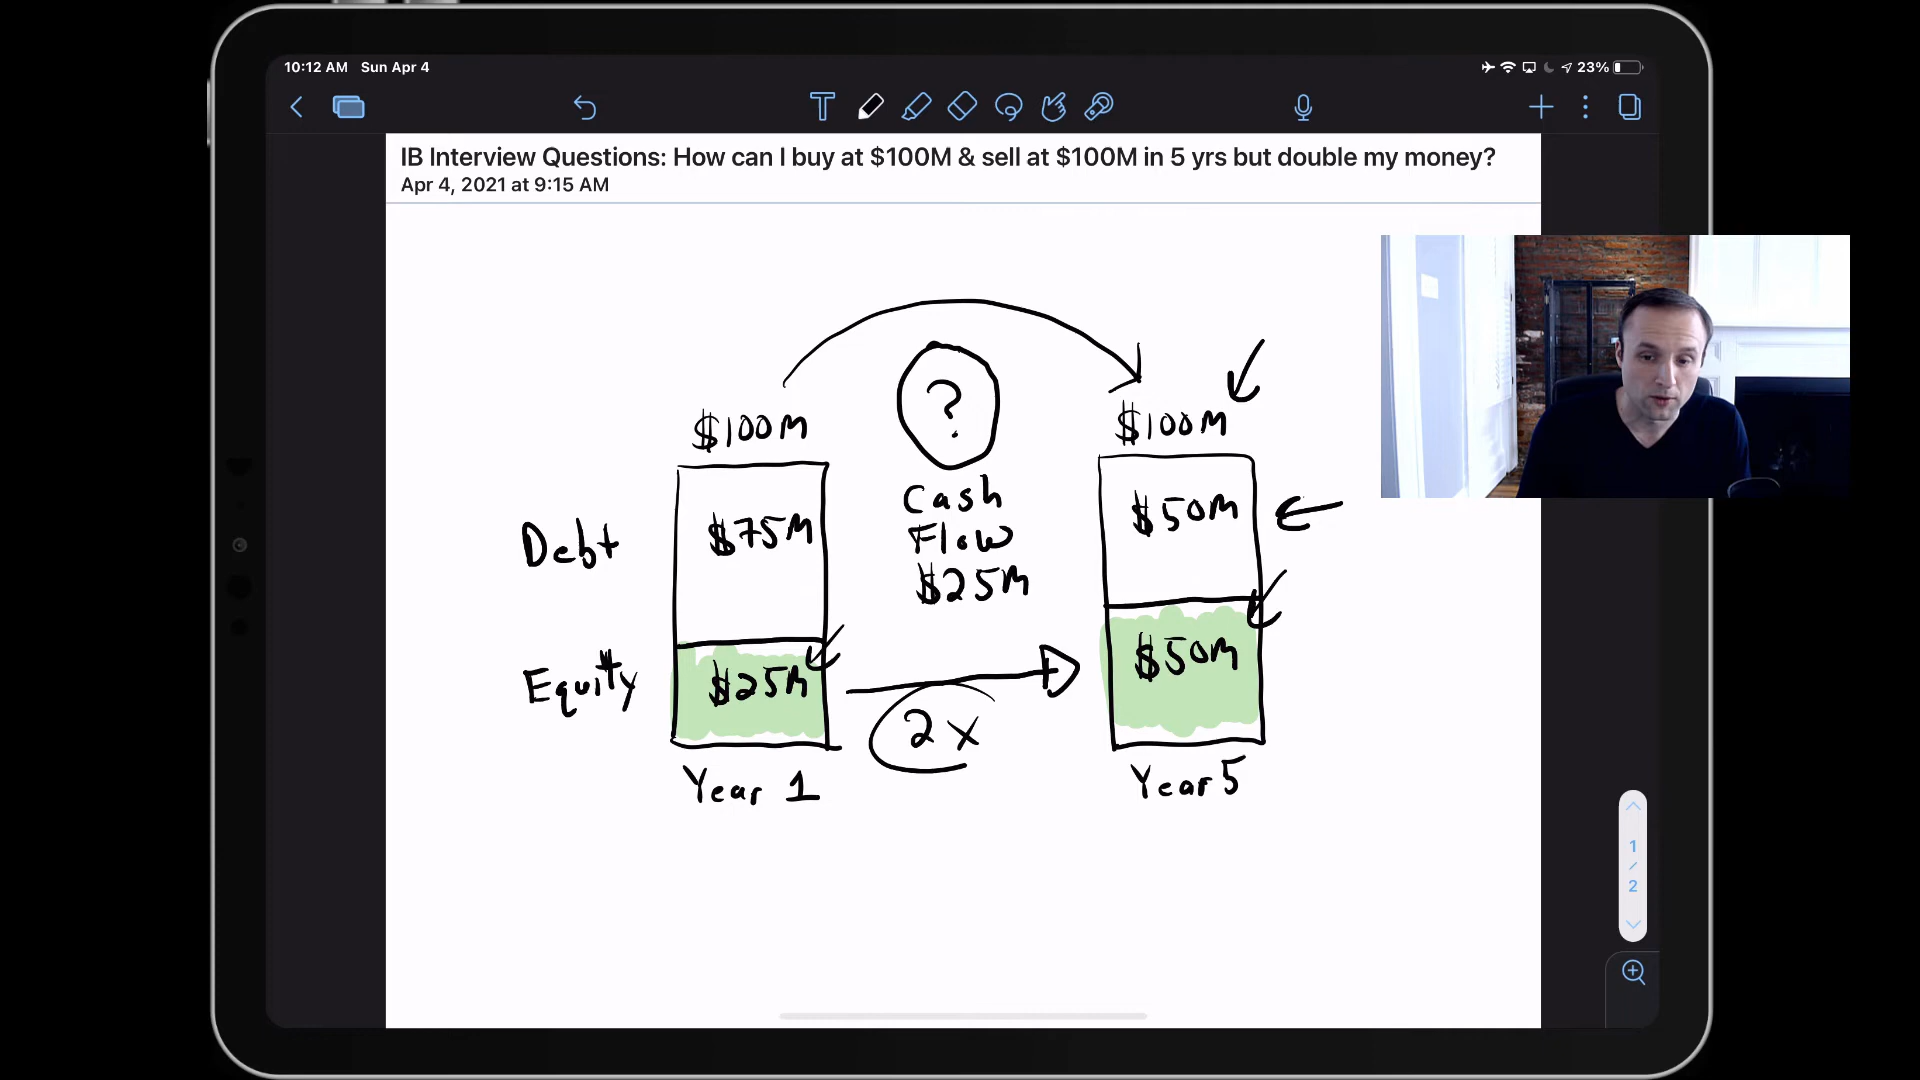 10:12 AM Sun Apr 4
23%
T
IB Interview Questions: How can I buy at $100M & sell at $100M in 5 yrs but double my money?
Apr 4, 2021 at 9:15 AM
?
$100M
$100M
Cash
Flow
$25M
Debt
$75M
$50M
Equity
$25M
$50M
2x
Year 1
Year 5
1
/
2